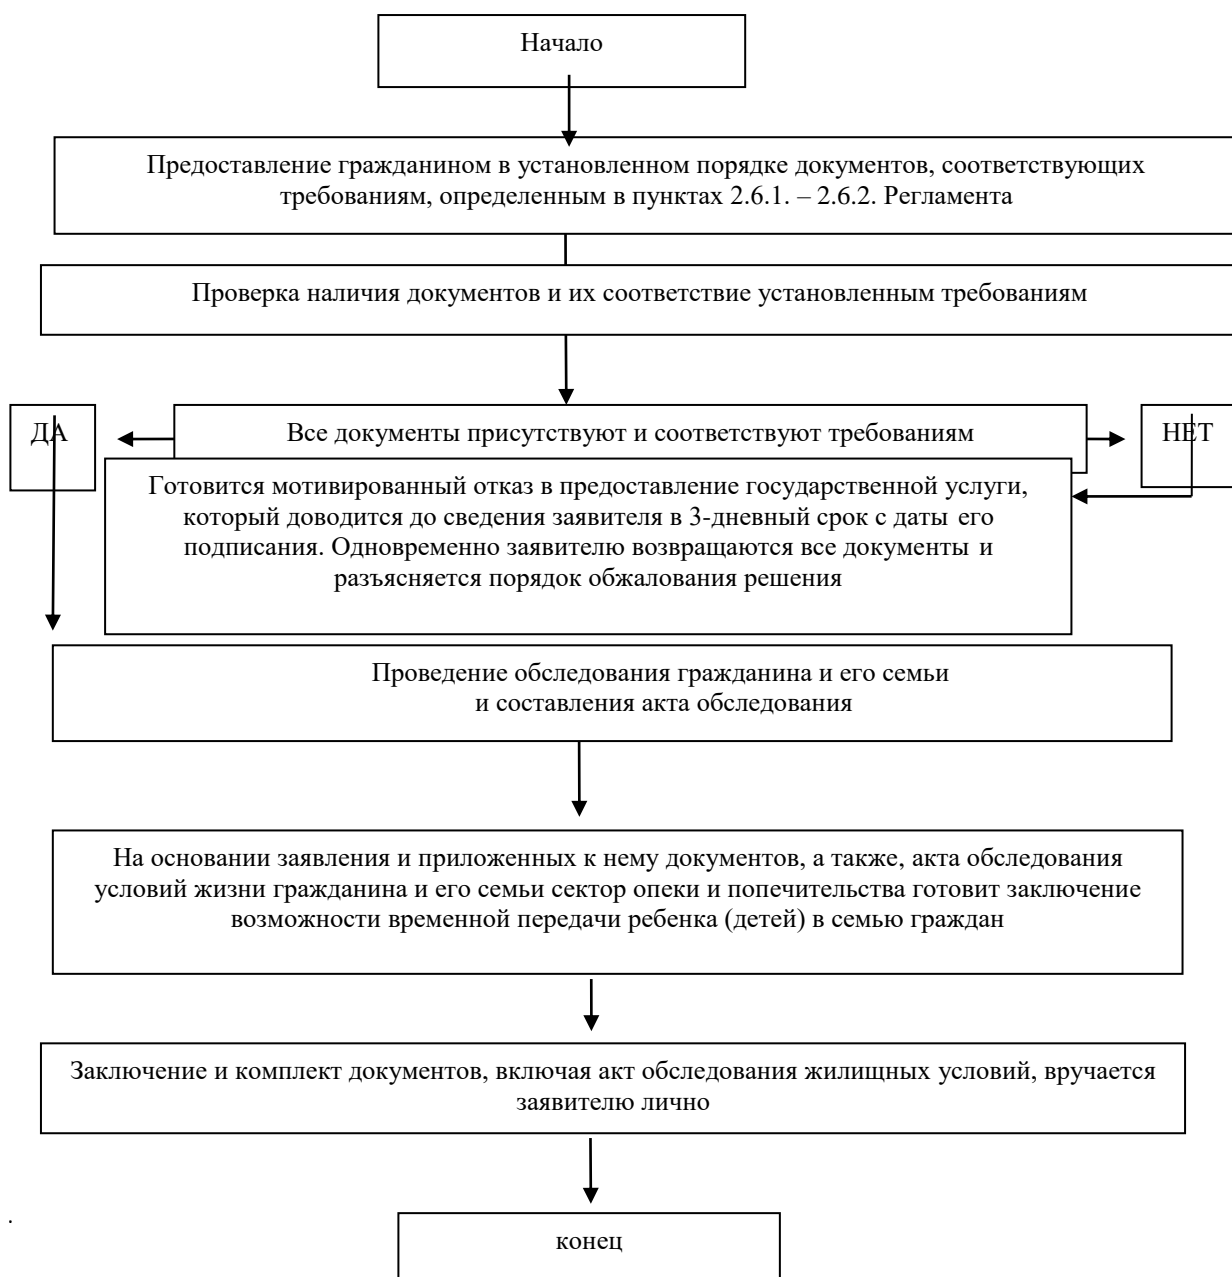 Начало
Предоставление гражданином в установленном порядке документов, соответствующих
требованиям, определенным в пунктах 2.6.1. – 2.6.2. Регламента
Проверка наличия документов и их соответствие установленным требованиям
ДА
Все документы присутствуют и соответствуют требованиям
НЕТ
Готовится мотивированный отказ в предоставление государственной услуги,
который доводится до сведения заявителя в 3-дневный срок с даты его
подписания. Одновременно заявителю возвращаются все документы и
разъясняется порядок обжалования решения
Проведение обследования гражданина и его семьи
и составления акта обследования
На основании заявления и приложенных к нему документов, а также, акта обследования
условий жизни гражданина и его семьи сектор опеки и попечительства готовит заключение
возможности временной передачи ребенка (детей) в семью граждан
Заключение и комплект документов, включая акт обследования жилищных условий, вручается
заявителю лично
.
конец